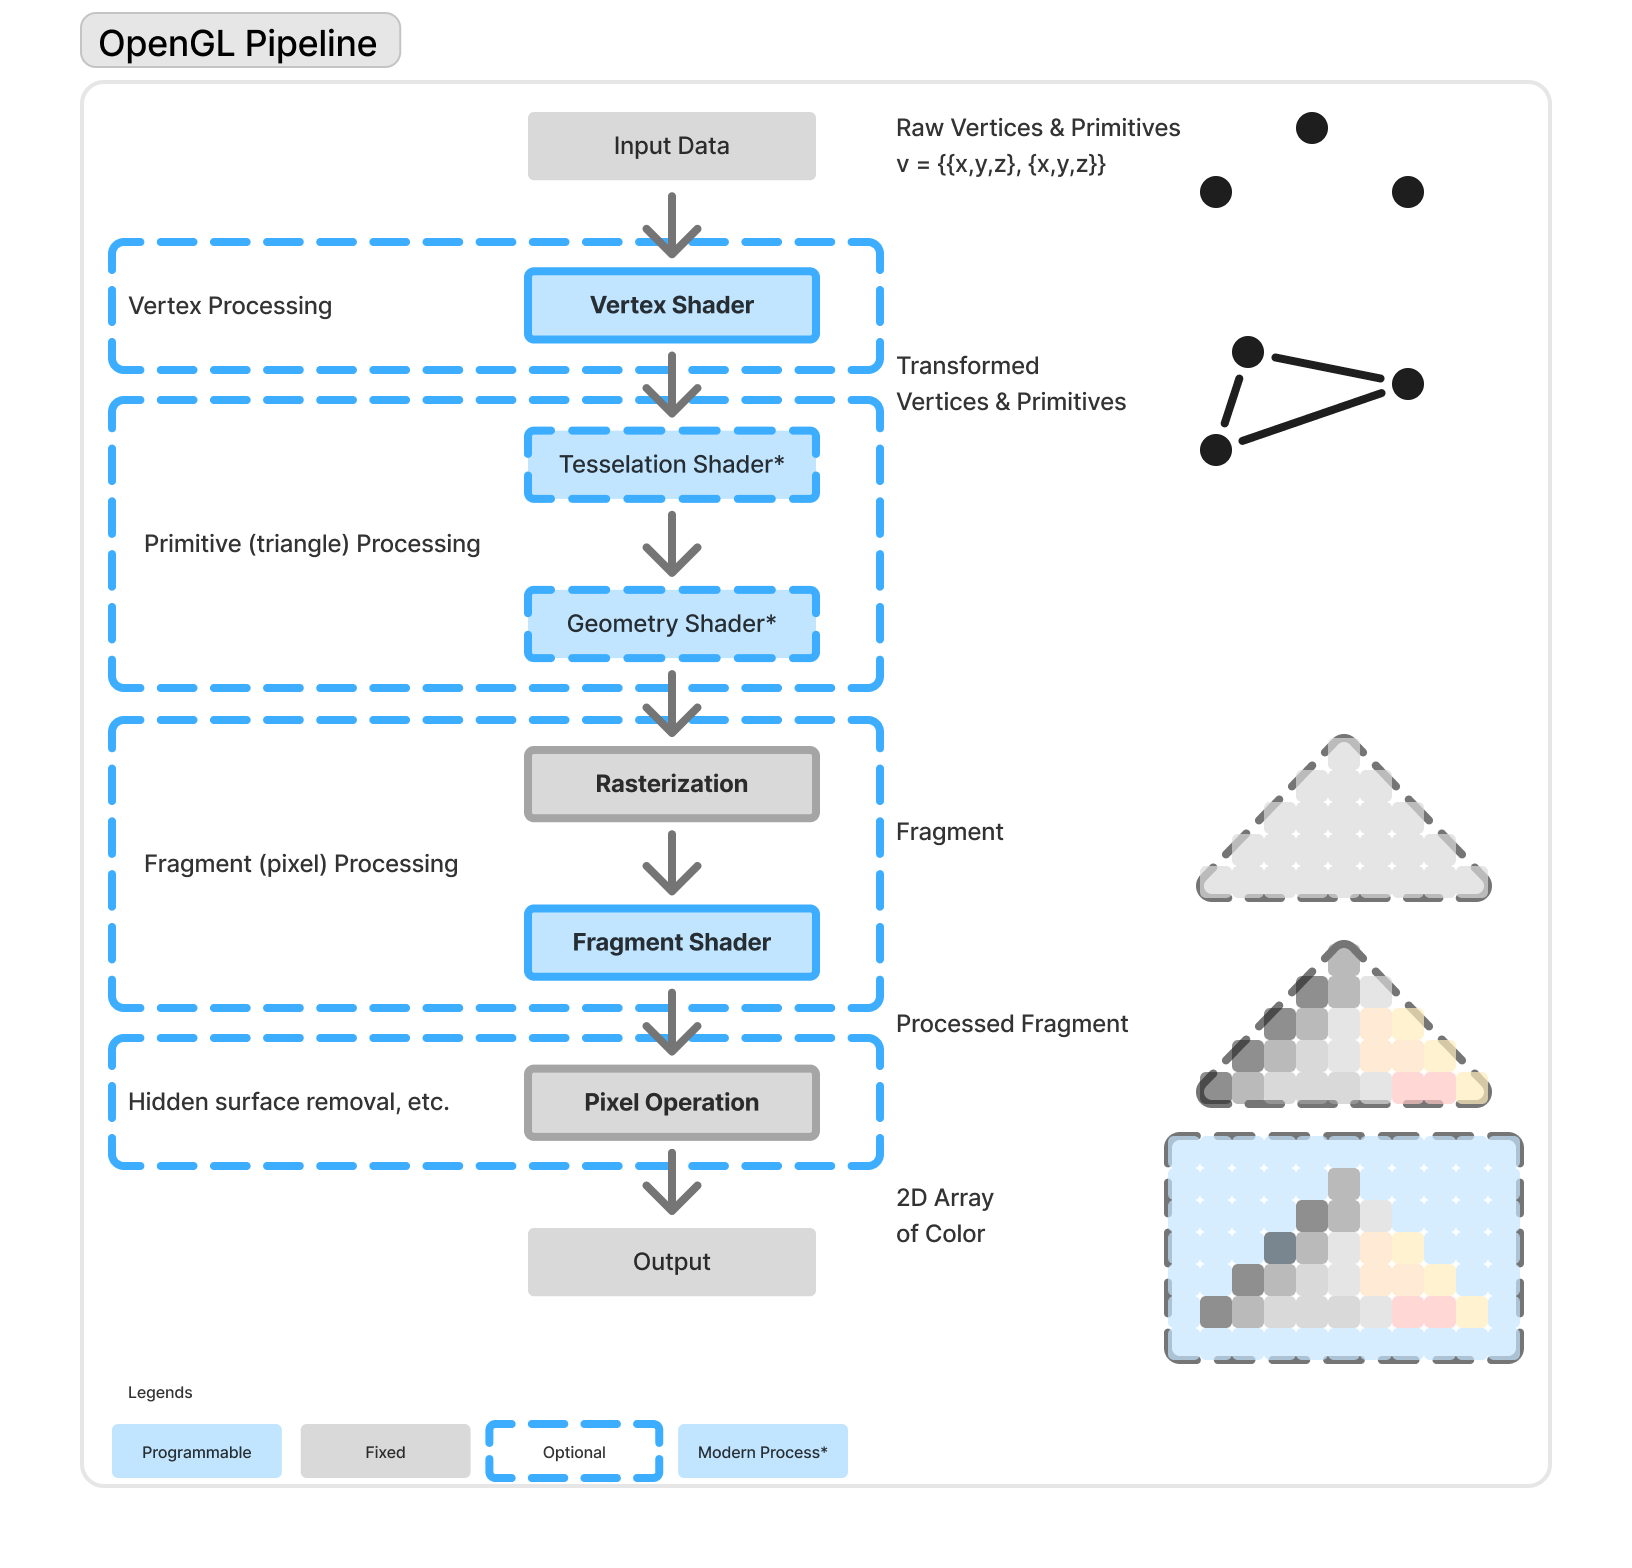 OpenGL Pipeline
Input Data
Raw Vertices & Primitives
v = {{x,y,z}, {x,y,z}}
Vertex Processing
Vertex Shader
Transformed
Vertices & Primitives
Tesselation Shader*
Primitive (triangle) Processing
Geometry Shader*
Rasterization
Fragment
Fragment (pixel) Processing
Fragment Shader
Processed Fragment
Hidden surface removal, etc.
Pixel Operation
2D Array
of Color
Output
Legends
Programmable
Fixed
Optional
Modern Process*